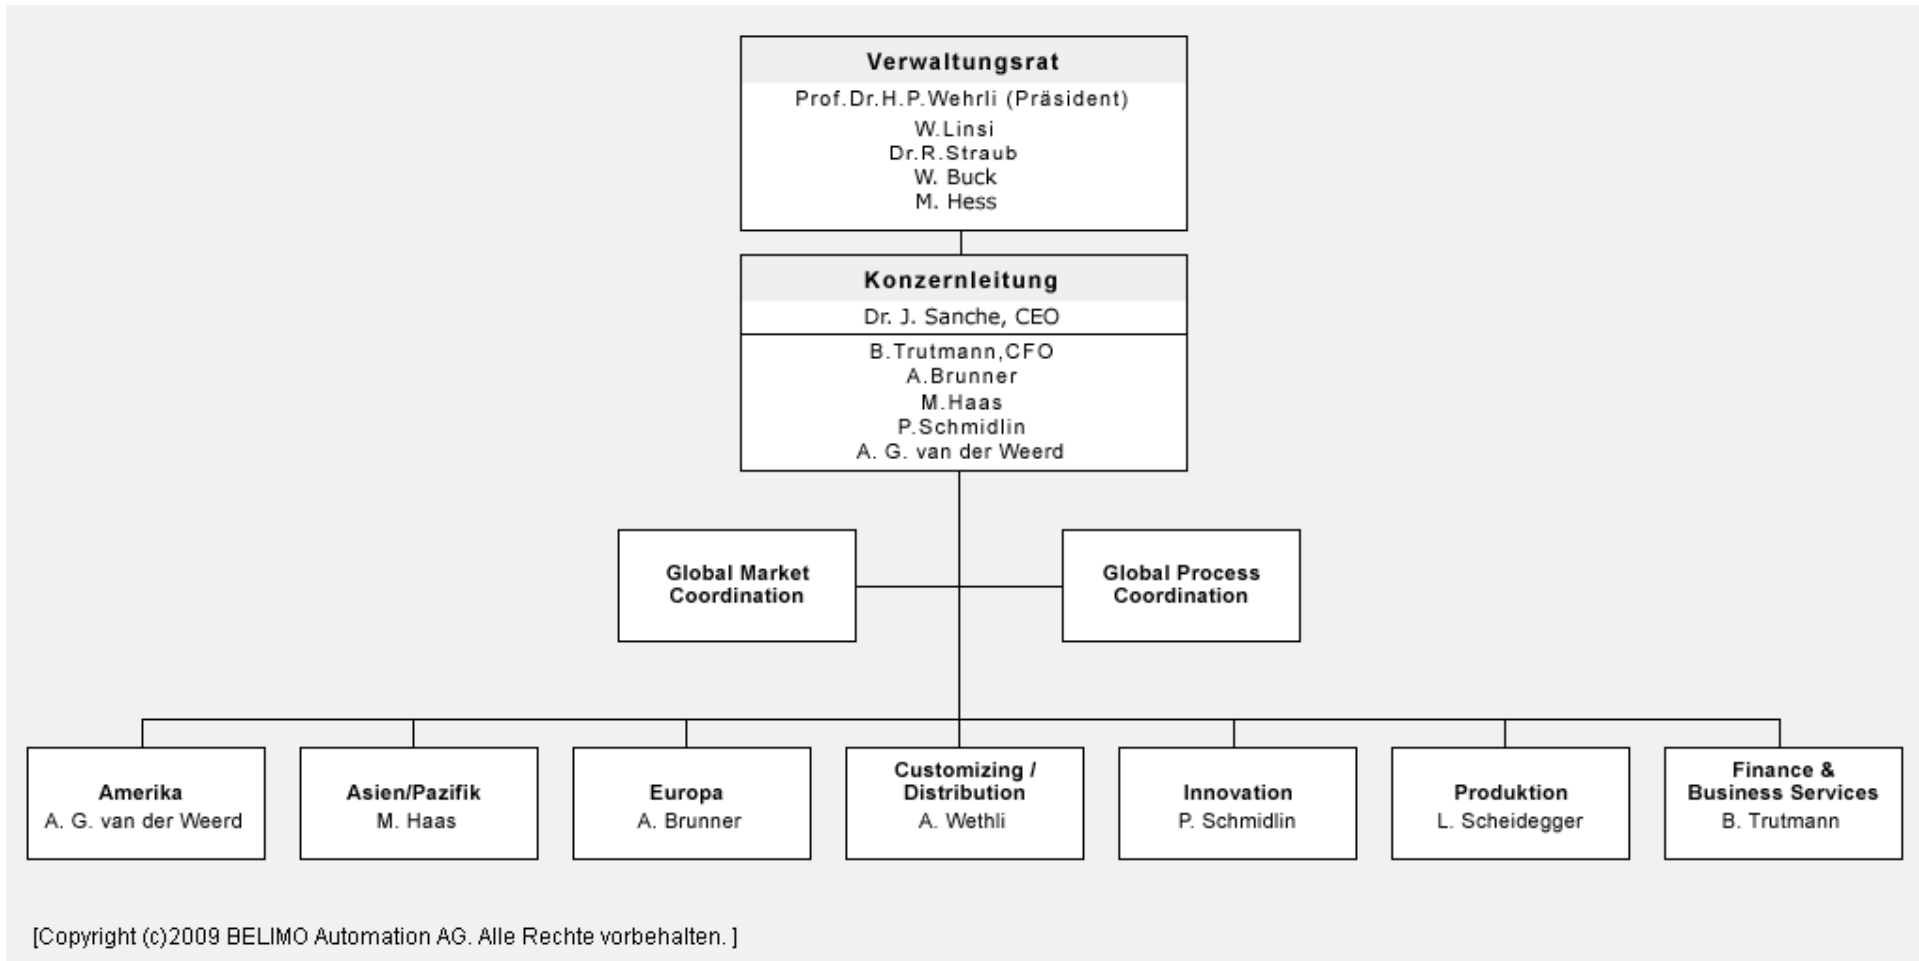 Verwaltungsrat
Prof.Dr.H.P.Wehrli (Präsident)
W.Linsi
Dr.R.Straub
W. Buck
M. Hess
Konzernleitung
Dr. J. Sanche, CEO
B.Trutmann,CFO
A.Brunner
M.Haas
P.Schmidlin
A. G. van der Weerd
Global Market
Coordination
Global Process
Coordination
Amerika
A. G. van der Weerd
Asien/Pazifik
M. Haas
Europa
A. Brunner
Customizing /
Distribution
A. Wethli
Innovation
P. Schmidlin
Produktion
L. Scheidegger
Finance &
Business Services
B. Trutmann
[Copyright (c)2009 BELIMO Automation AG. Alle Rechte vorbehalten. ]